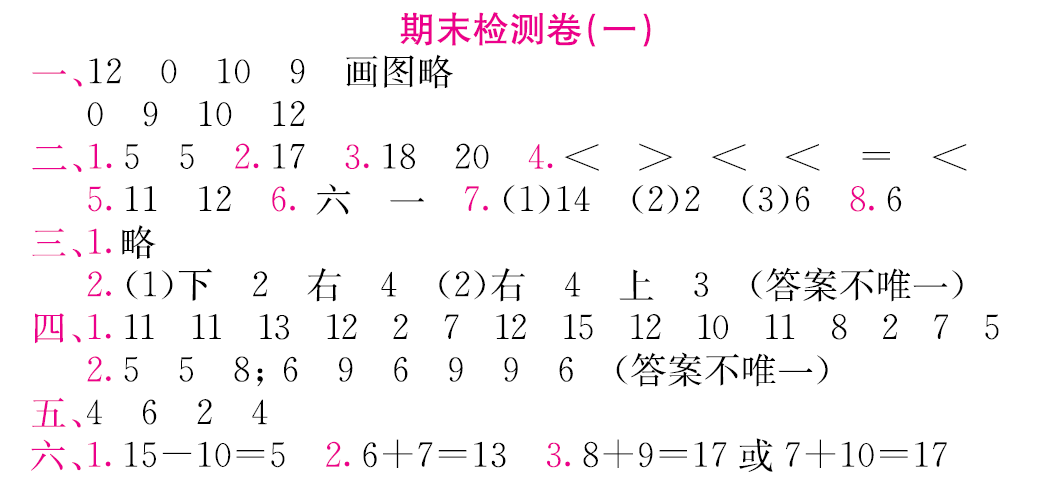 期末检测卷(一)
一、12 0 10 9 画图略
0 9 10 12
二、1. 5 5 2. 17 3. 18 20 4. < > < < = <
5. 11 12 6. 六 一 7. (1)14 (2)2 (3)6 8. 6
三、1. 略
2. (1)下 2 右 4 (2)右 4 上 3 (答案不唯一)
四、1. 11 11 13 12 2 7 12 15 12 10 11 8 2 7 5
2. 5 5 8; 6 9 6 9 9 6 (答案不唯一)
五、4 6 2 4
六、1. 15-10=5 2. 6+7=13 3. 8+9=17 或 7+10=17